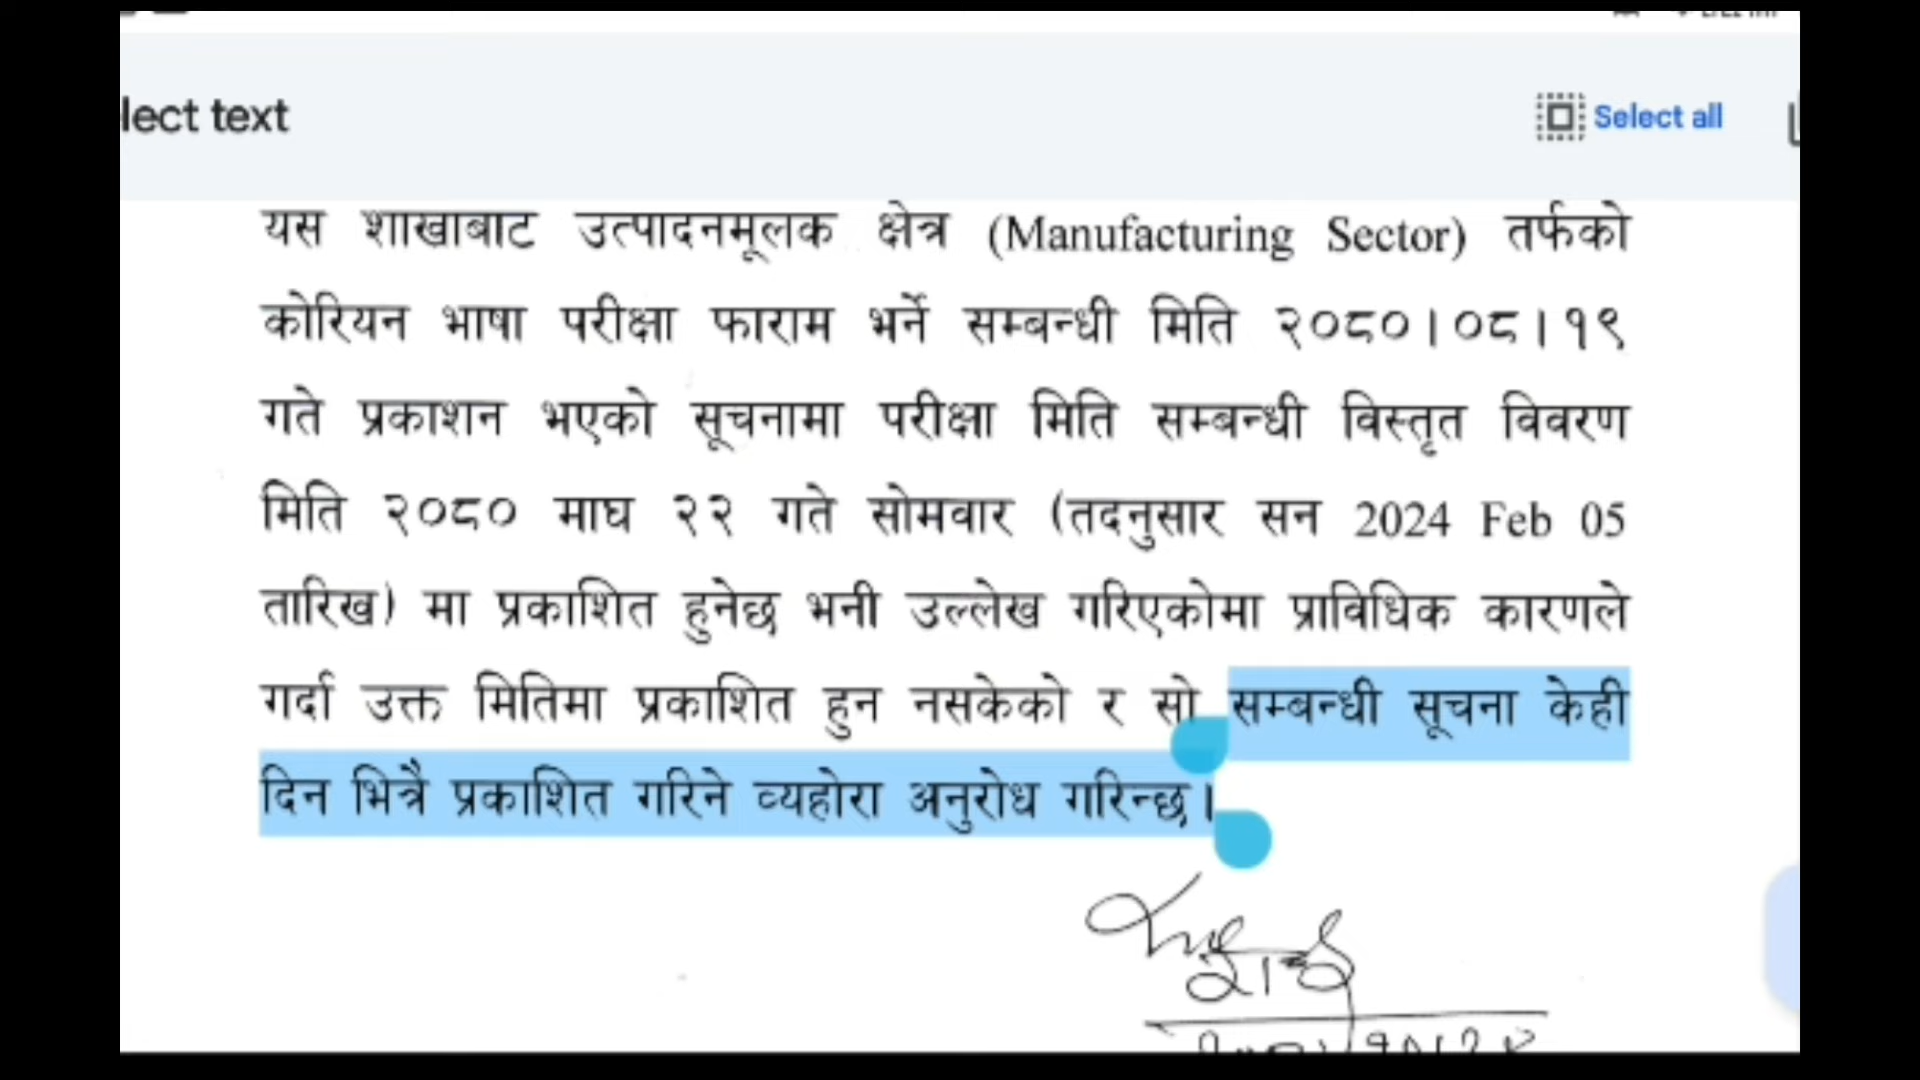 lect text
Select all
यस शाखाबाट उत्पादनमूलक क्षेत्र (Manufacturing Sector) तर्फको
कोरियन भाषा परीक्षा फाराम भर्ने सम्बन्धी मिति २०८०।०८।१९
गते प्रकाशन भएको सूचनामा परीक्षा मिति सम्बन्धी विस्तृत विवरण
मिति २०८० माघ २२ गते सोमवार (तदनुसार सन 2024 Feb 05
तारिख) मा प्रकाशित हुनेछ भनी उल्लेख गरिएकोमा प्राविधिक कारणले
गर्दा उक्त मितिमा प्रकाशित हुन नसकेको र सो सम्बन्धी सूचना केही
दिन भित्रै प्रकाशित गरिने व्यहोरा अनुरोध गरिन्छ।